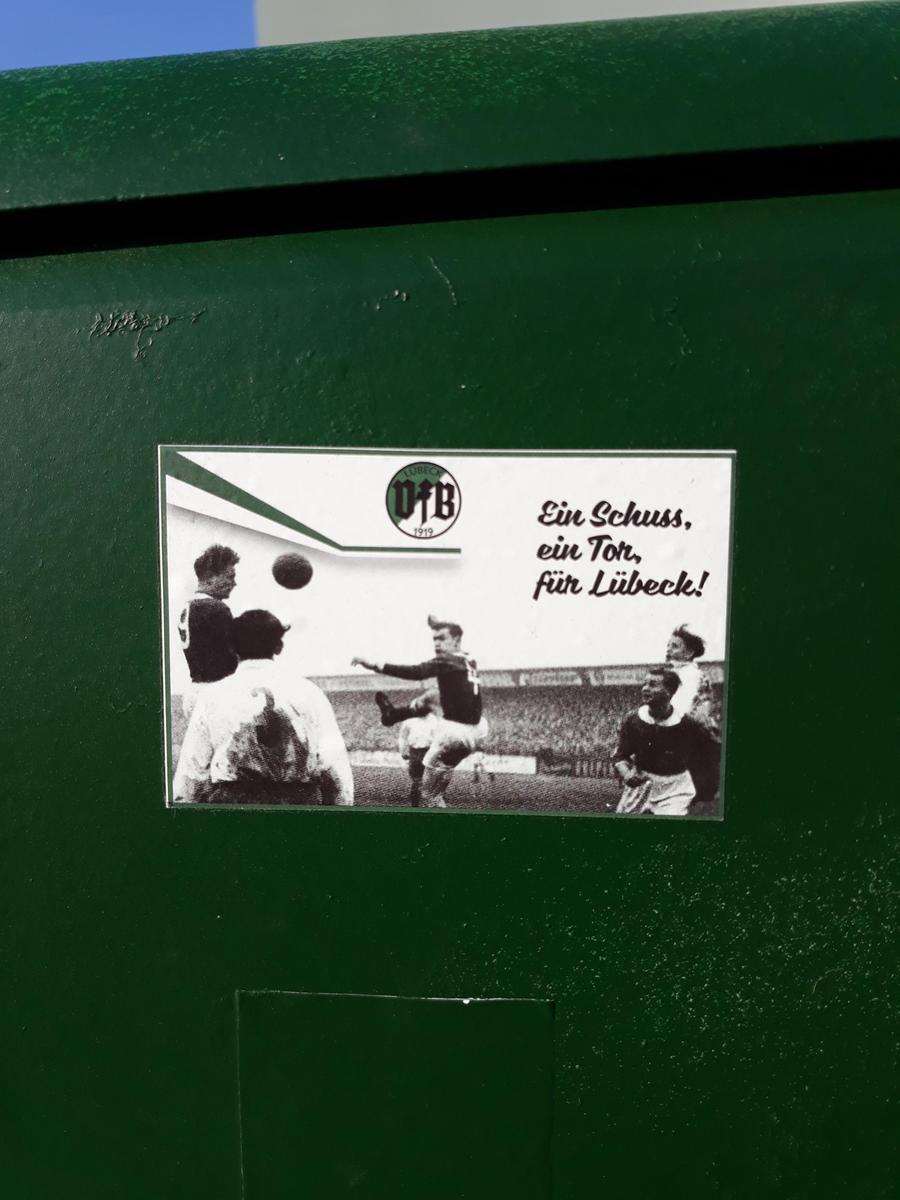 LÜBECK
VfB
1919
Ein Schuss,
ein Tor,
für Lübeck!